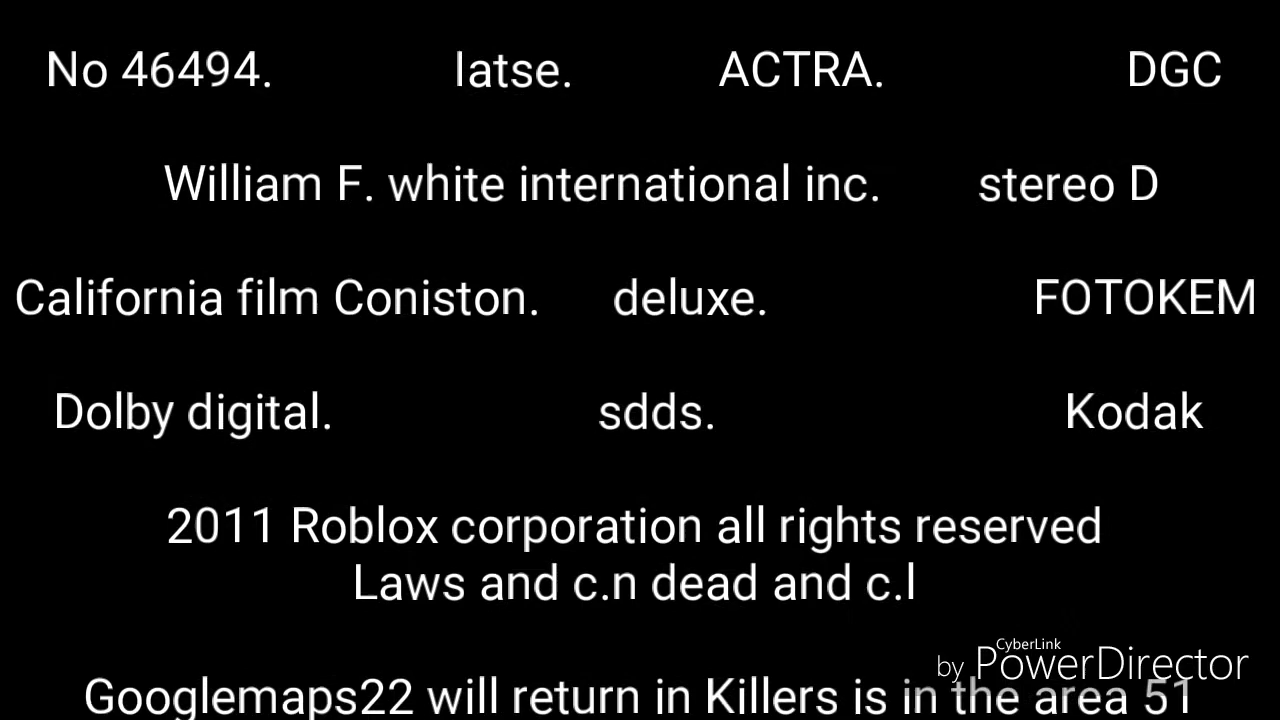 No 46494. Iatse. ACTRA. DGC
William F. white international inc. stereo D
California film Coniston. deluxe. FOTOKEM
Dolby digital. sdds. Kodak
2011 Roblox corporation all rights reserved
Laws and c.n dead and c.l
CyberLink
by PowerDirector
Googlemaps22 will return in Killers is in the area 51